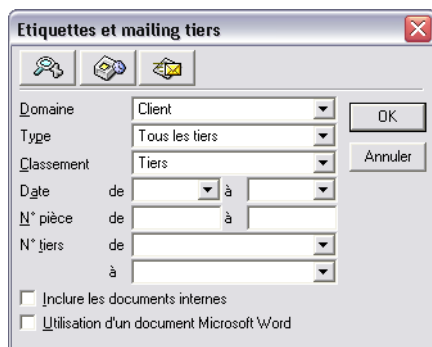 Etiquettes et mailing tiers
Domaine Client OK
Type Tous les tiers
Classement Tiers Annuler
Date de à
N° pièce de à
N° tiers de
à
Inclure les documents internes
Utilisation d'un document Microsoft Word